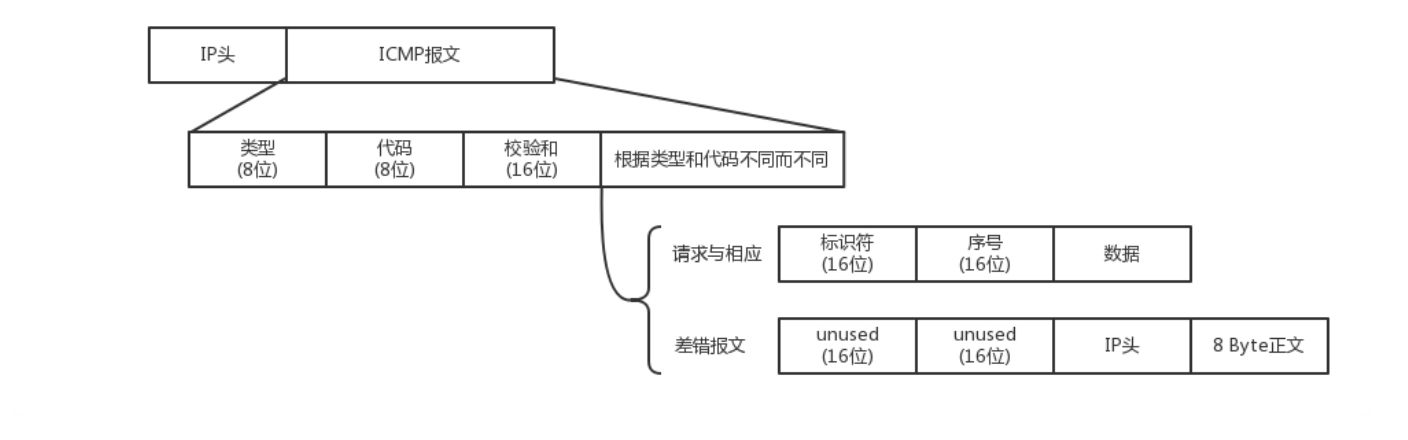 IP头
ICMP报文
类型
(8位)
代码
(8位)
校验和
(16位)
根据类型和代码不同而不同
请求与相应
标识符
(16位)
序号
(16位)
数据
差错报文
unused
(16位)
unused
(16位)
IP头
8 Byte正文